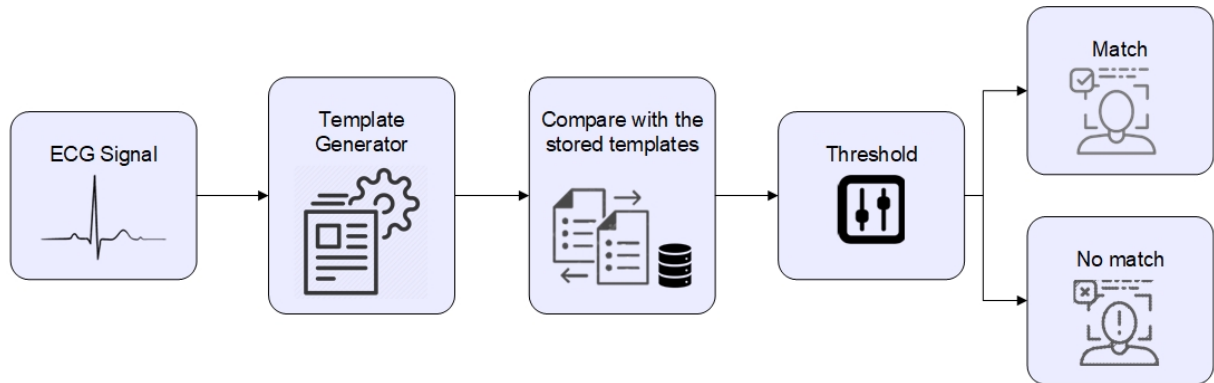 ECG Signal
Template
Generator
Compare with the
stored templates
Threshold
Match
No match